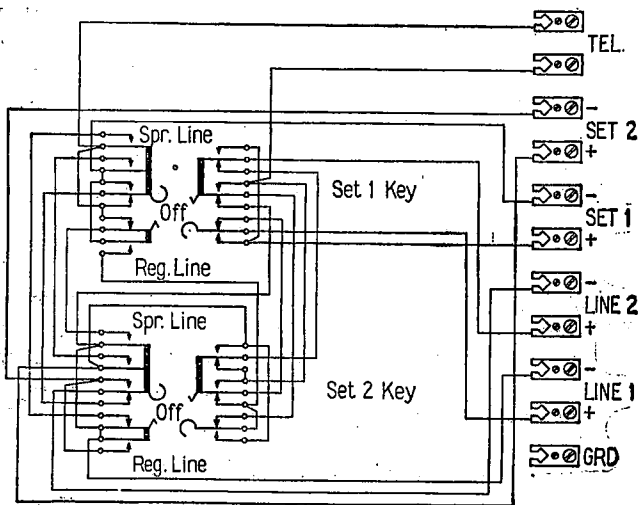 TEL.
-
SET 2
+
Spr. Line
Set 1 Key
Off
Reg. Line
-
SET 1
+
-
LINE 2
+
Spr. Line
Set 2 Key
Off
Reg. Line
-
LINE 1
+
GRD